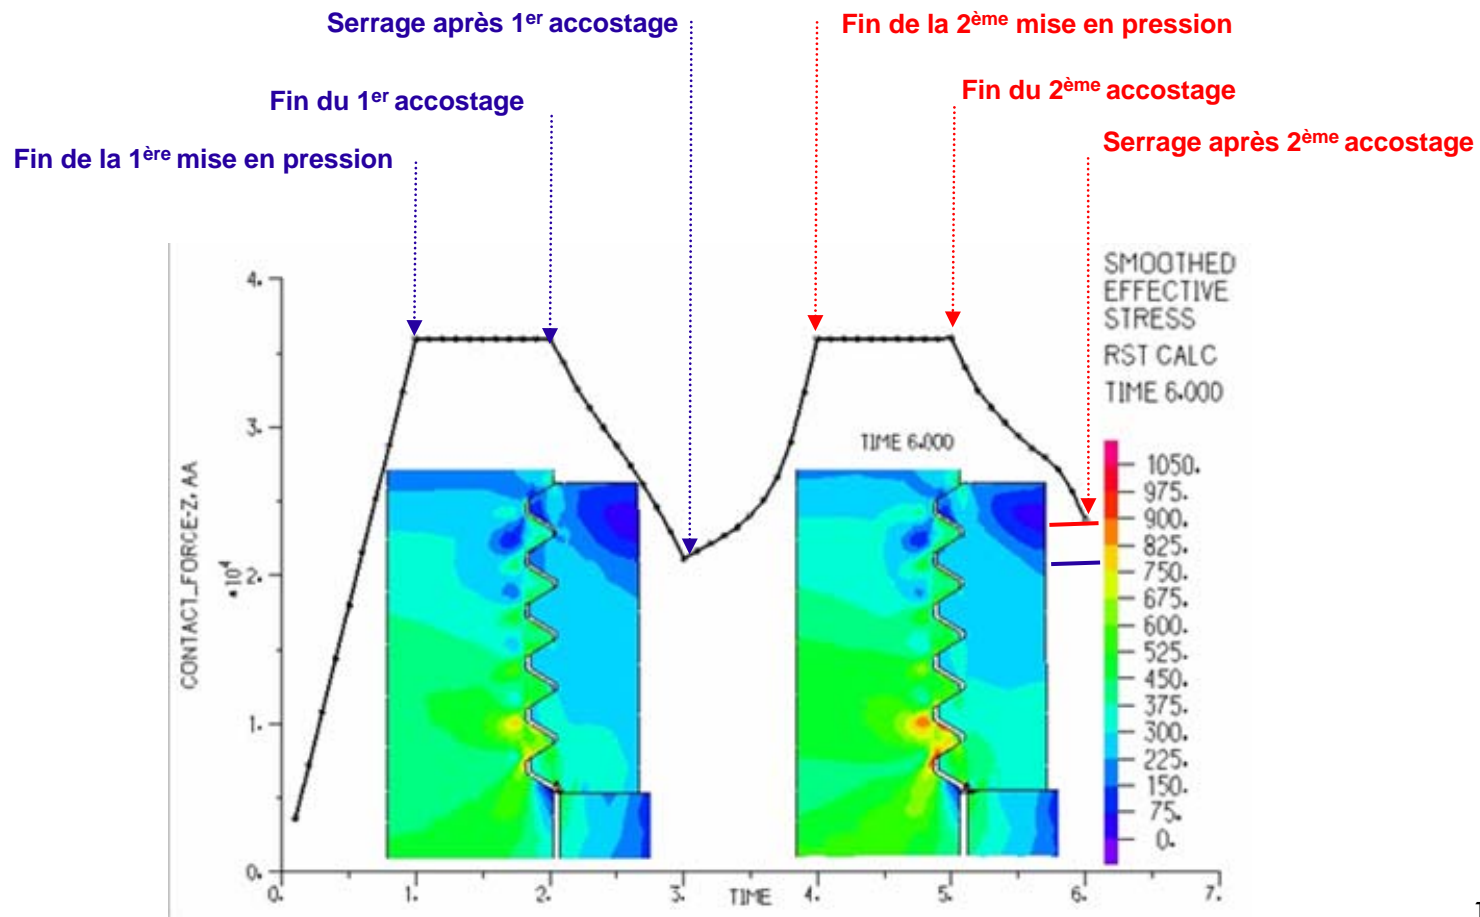 Serrage après 1er accostage
Fin de la 2ème mise en pression
Fin du 1er accostage
Fin du 2ème accostage
Fin de la 1ère mise en pression
Serrage après 2ème accostage
SMOOTHED
EFFECTIVE
STRESS
RST CALC
TIME 6.000
4.
3.
2.
1.
0.
CONTACT_FORCE-Z, AA
*10^4
TIME 6.000
1050.
975.
900.
825.
750.
675.
600.
525.
450.
375.
300.
225.
150.
75.
0.
0. 1. 2. 3. TIME 4. 5. 6. 7.